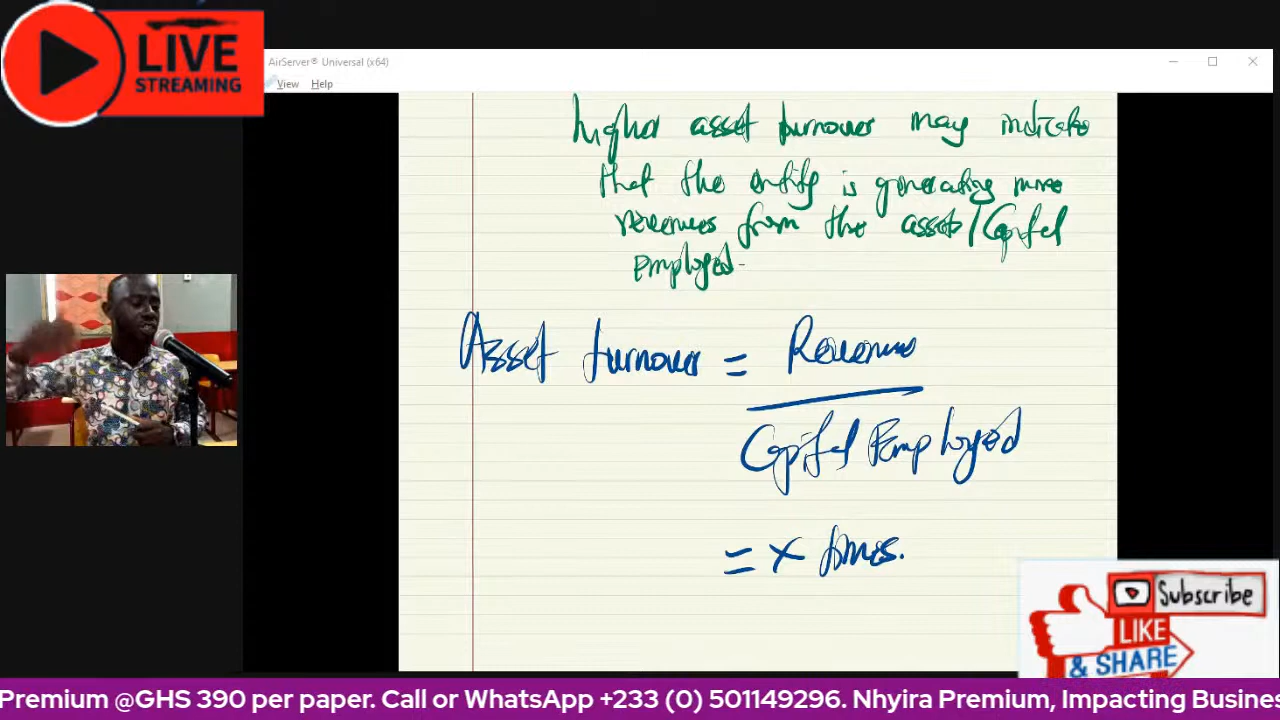 LIVE
STREAMING
AirServer® Universal (x64)
View Help
higher asset turnover may indicate
that the entity is generating more
revenues from the asset/Capital
Employed
Asset turnover = Revenue
Capital Employed
= x times.
Subscribe
LIKE
& SHARE
Premium @GHS 390 per paper. Call or WhatsApp +233 (0) 501149296. Nhyira Premium, Impacting Busines